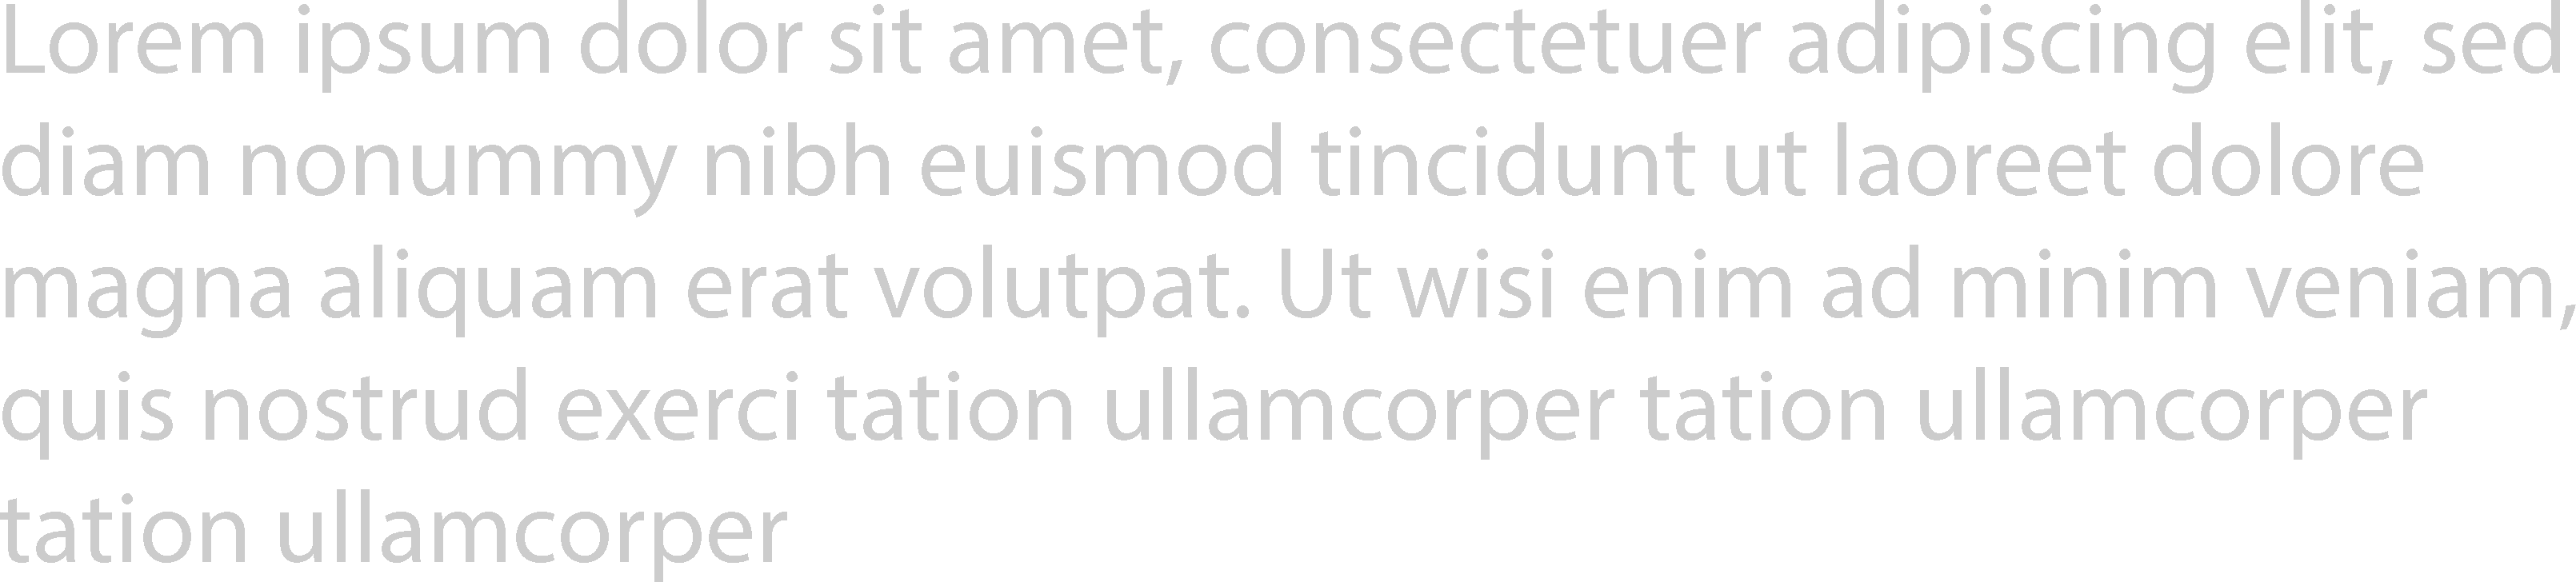 Lorem ipsum dolor sit amet, consectetuer adipiscing elit, sed
diam nonummy nibh euismod tincidunt ut laoreet dolore
magna aliquam erat volutpat. Ut wisi enim ad minim veniam,
quis nostrud exerci tation ullamcorper tation ullamcorper
tation ullamcorper